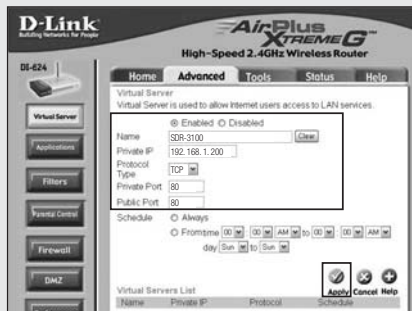 D-Link
Building Networks for People
AirPlus
XTREME G
High-Speed 2.4GHz Wireless Router
DI-624
Home Advanced Tools Status Help
Virtual Server
Virtual Server is used to allow Internet users access to LAN services.
Enabled Disabled
Name SDR-3100 Clear
Private IP 192.168.1.200
Protocol Type TCP
Private Port 80
Public Port 80
Schedule Always
From time 00 : 00 AM to 00 : 00 AM
day Sun to Sun
Apply Cancel Help
Virtual Servers List
Name Private IP Protocol Schedule
Virtual Server
Applications
Filters
Parental Control
Firewall
DMZ